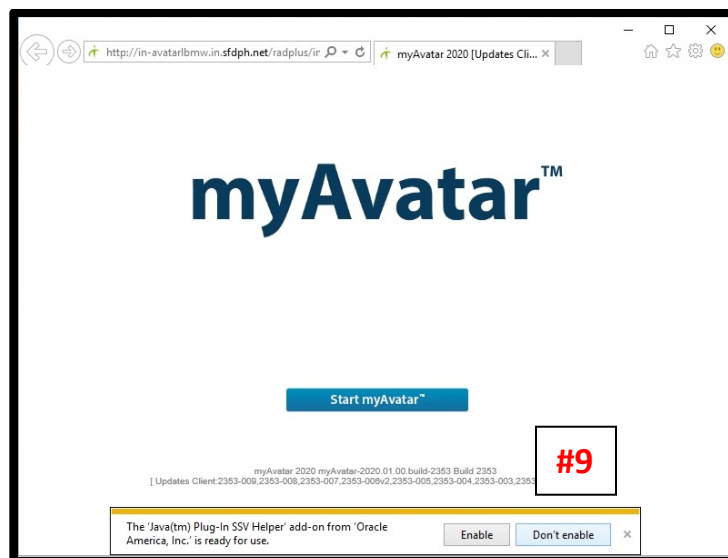 http://in-avatarlbmw.in.sfdph.net/radplus/ir
myAvatar 2020 [Updates Cli...
myAvatar™
Start myAvatar™
#9
myAvatar 2020 myAvatar-2020.01.00.build-2353 Build 2353
[ Updates Client:2353-009,2353-008,2353-007,2353-006v2,2353-005,2353-004,2353-003,2353
The 'Java(tm) Plug-In SSV Helper' add-on from 'Oracle
America, Inc.' is ready for use.
Enable
Don't enable